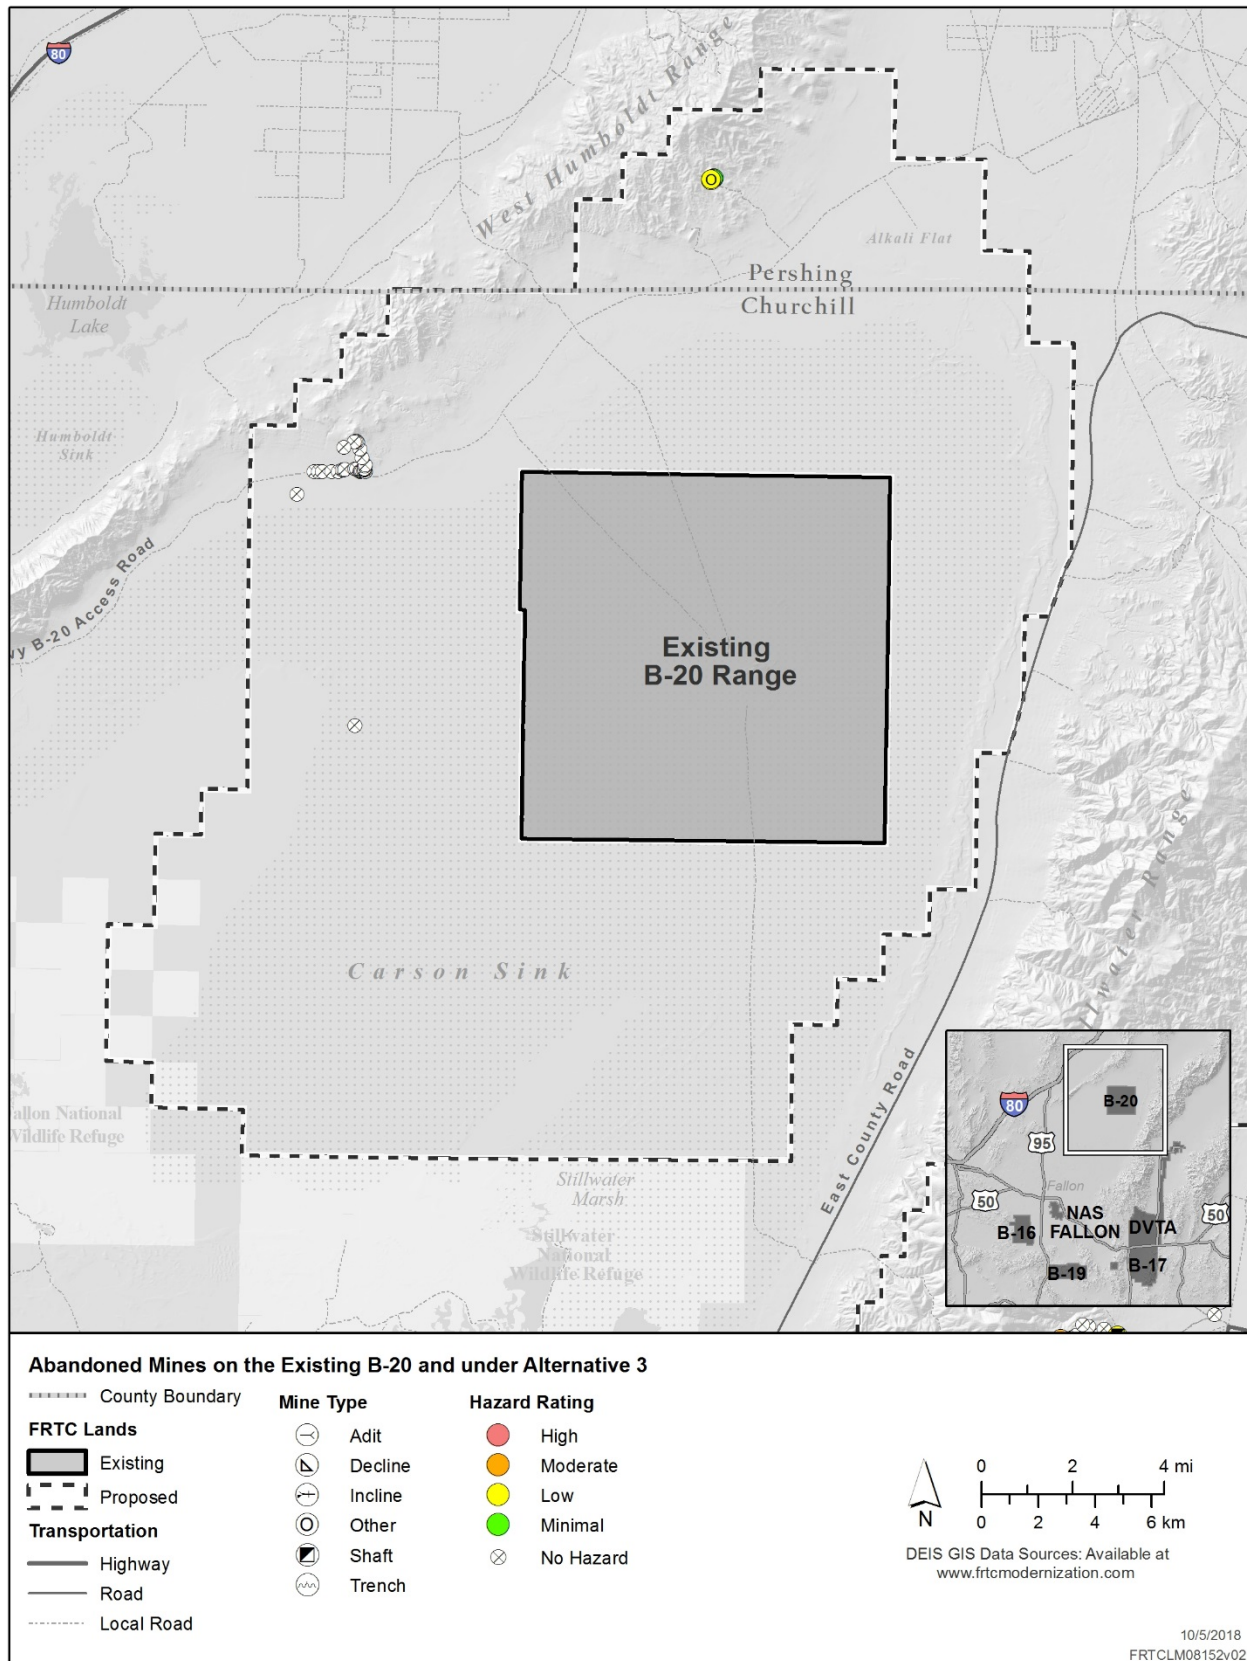 80
West Humboldt Range
Alkali Flat
Pershing
Churchill
Humboldt
Lake
Humboldt
Sink
vy B-20 Access Road
Existing
B-20 Range
Carson Sink
llwater Range
East County Road
allon National
Wildlife Refuge
Stillwater
Marsh
Stillwater
National
Wildlife Refuge
80
B-20
95
Fallon
50
NAS
FALLON
DVTA
50
B-16
B-19
B-17
Abandoned Mines on the Existing B-20 and under Alternative 3
County Boundary
FRTC Lands
Existing
Proposed
Transportation
Highway
Road
Local Road
Mine Type
Adit
Decline
Incline
Other
Shaft
Trench
Hazard Rating
High
Moderate
Low
Minimal
No Hazard
N
0 2 4 mi
0 2 4 6 km
DEIS GIS Data Sources: Available at
www.frtcmodernization.com
10/5/2018
FRTCLM08152v02